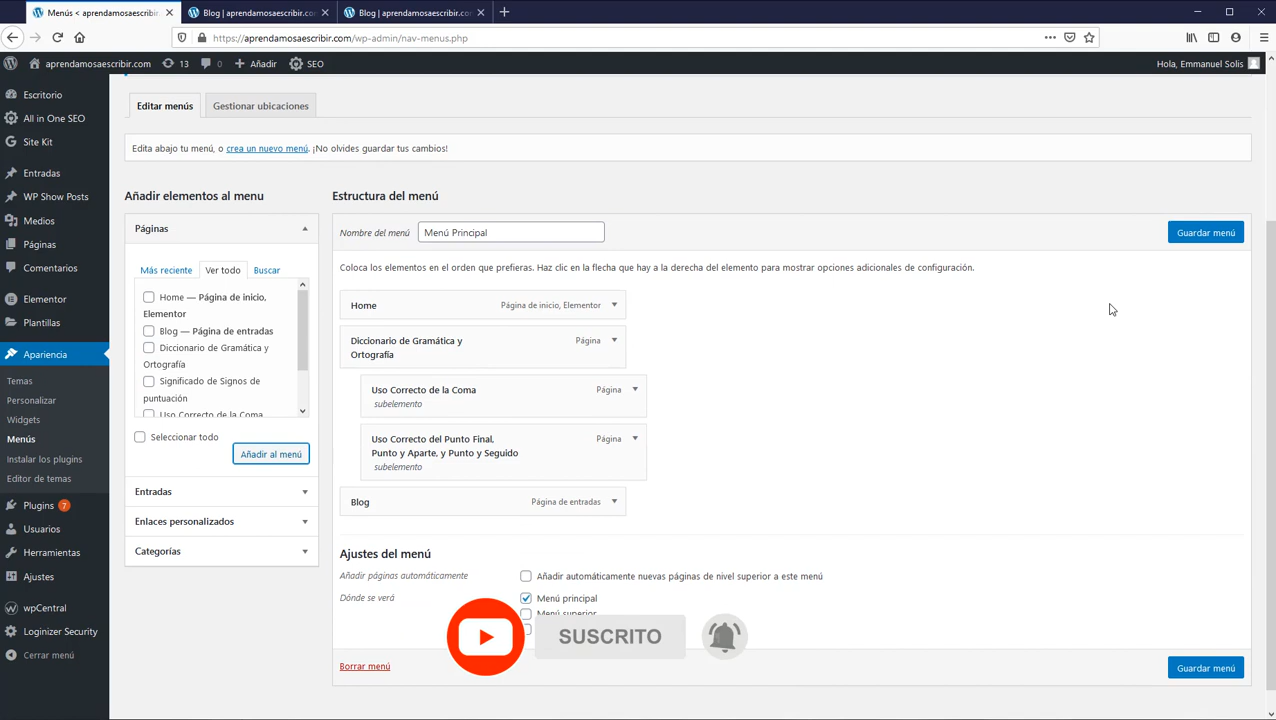 Menús < aprendamosaescribir.com
Blog | aprendamosaescribir.com
Blog | aprendamosaescribir.com
https://aprendamosaescribir.com/wp-admin/nav-menus.php
aprendamosaescribir.com
13
0
Añadir
SEO
Hola, Emmanuel Solis
Escritorio
All in One SEO
Site Kit
Entradas
WP Show Posts
Medios
Páginas
Comentarios
Elementor
Plantillas
Apariencia
Temas
Personalizar
Widgets
Menús
Instalar los plugins
Editor de temas
Plugins 7
Usuarios
Herramientas
Ajustes
wpCentral
Loginizer Security
Cerrar menú
Editar menús
Gestionar ubicaciones
Edita abajo tu menú, o crea un nuevo menú. ¡No olvides guardar tus cambios!
Añadir elementos al menu
Páginas
Más reciente
Ver todo
Buscar
Home — Página de inicio,
Elementor
Blog — Página de entradas
Diccionario de Gramática y
Ortografía
Significado de Signos de
puntuación
Uso Correcto de la Coma
Seleccionar todo
Añadir al menú
Entradas
Enlaces personalizados
Categorías
Estructura del menú
Nombre del menú
Menú Principal
Guardar menú
Coloca los elementos en el orden que prefieras. Haz clic en la flecha que hay a la derecha del elemento para mostrar opciones adicionales de configuración.
Home
Página de inicio, Elementor
Diccionario de Gramática y
Ortografía
Página
Uso Correcto de la Coma
subelemento
Página
Uso Correcto del Punto Final,
Punto y Aparte, y Punto y Seguido
subelemento
Página
Blog
Página de entradas
Ajustes del menú
Añadir páginas automáticamente
Añadir automáticamente nuevas páginas de nivel superior a este menú
Dónde se verá
Menú principal
Menú superior
SUSCRITO
Borrar menú
Guardar menú